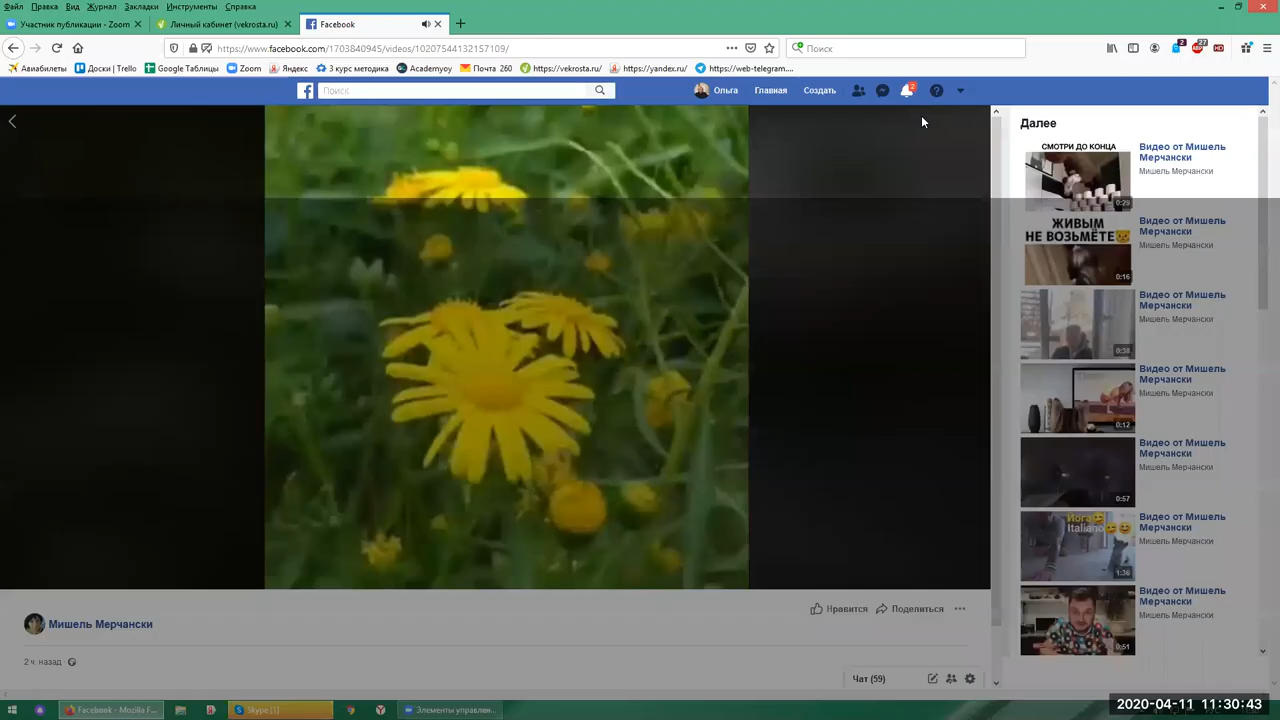 Файл Правка Вид Журнал Закладки Инструменты Справка
Участник публикации - Zoom
Личный кабинет (vekrosta.ru)
Facebook
https://www.facebook.com/1703840945/videos/10207544132157109/
Поиск
2
27
Авиабилеты
Доски | Trello
Google Таблицы
Zoom
Яндекс
3 курс методика
Academyoy
Почта 260
https://vekrosta.ru/
https://yandex.ru/
https://web-telegram....
Поиск
Ольга
Главная
Создать
2
Далее
СМОТРИ ДО КОНЦА
0:29
Видео от Мишель Мерчански
Мишель Мерчански
ЖИВЫМ
НЕ ВОЗЬМЁТЕ
0:16
Видео от Мишель Мерчански
Мишель Мерчански
0:38
Видео от Мишель Мерчански
Мишель Мерчански
0:12
Видео от Мишель Мерчански
Мишель Мерчански
0:57
Видео от Мишель Мерчански
Мишель Мерчански
Йога
Italiano
1:36
Видео от Мишель Мерчански
Мишель Мерчански
0:51
Видео от Мишель Мерчански
Мишель Мерчански
Нравится
Поделиться
Мишель Мерчански
2 ч. назад
Чат (59)
Facebook - Mozilla F...
Skype [1]
Элементы управлен...
2020-04-11 11:30:43